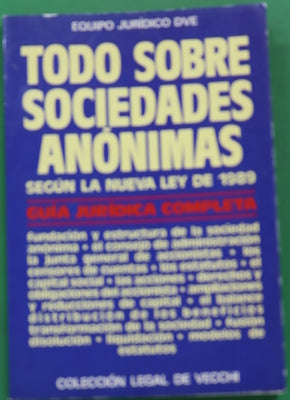 EQUIPO JURÍDICO DVE
TODO SOBRE
SOCIEDADES
ANÓNIMAS
SEGÚN LA NUEVA LEY DE 1989
GUIA JURÍDICA COMPLETA
fundación y estructura de la sociedad
anónima • el consejo de administración
la junta general de accionistas • los
censores de cuentas • los estatutos • el
capital social • las acciones • derechos y
obligaciones del accionista • ampliaciones
y reducciones de capital • el balance
distribución de los beneficios
transformación de la sociedad • fusión
disolución • liquidación • modelos de
estatutos
COLECCIÓN LEGAL DE VECCHI